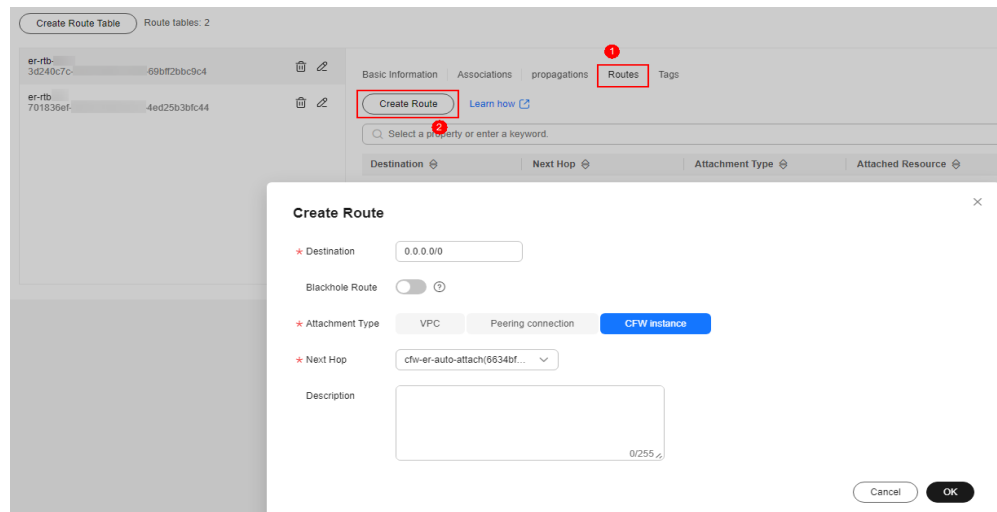 Create Route Table Route tables: 2
er-rtb-
3d240c7c- -69bff2bbc9c4
er-rtb
701836ef- -4ed25b3bfc44
1
Basic Information Associations propagations Routes Tags
Create Route Learn how
2
Select a property or enter a keyword.
Destination Next Hop Attachment Type Attached Resource
Create Route
* Destination 0.0.0.0/0
Blackhole Route
* Attachment Type VPC Peering connection CFW instance
* Next Hop cfw-er-auto-attach(6634bf...
Description
0/255
Cancel OK